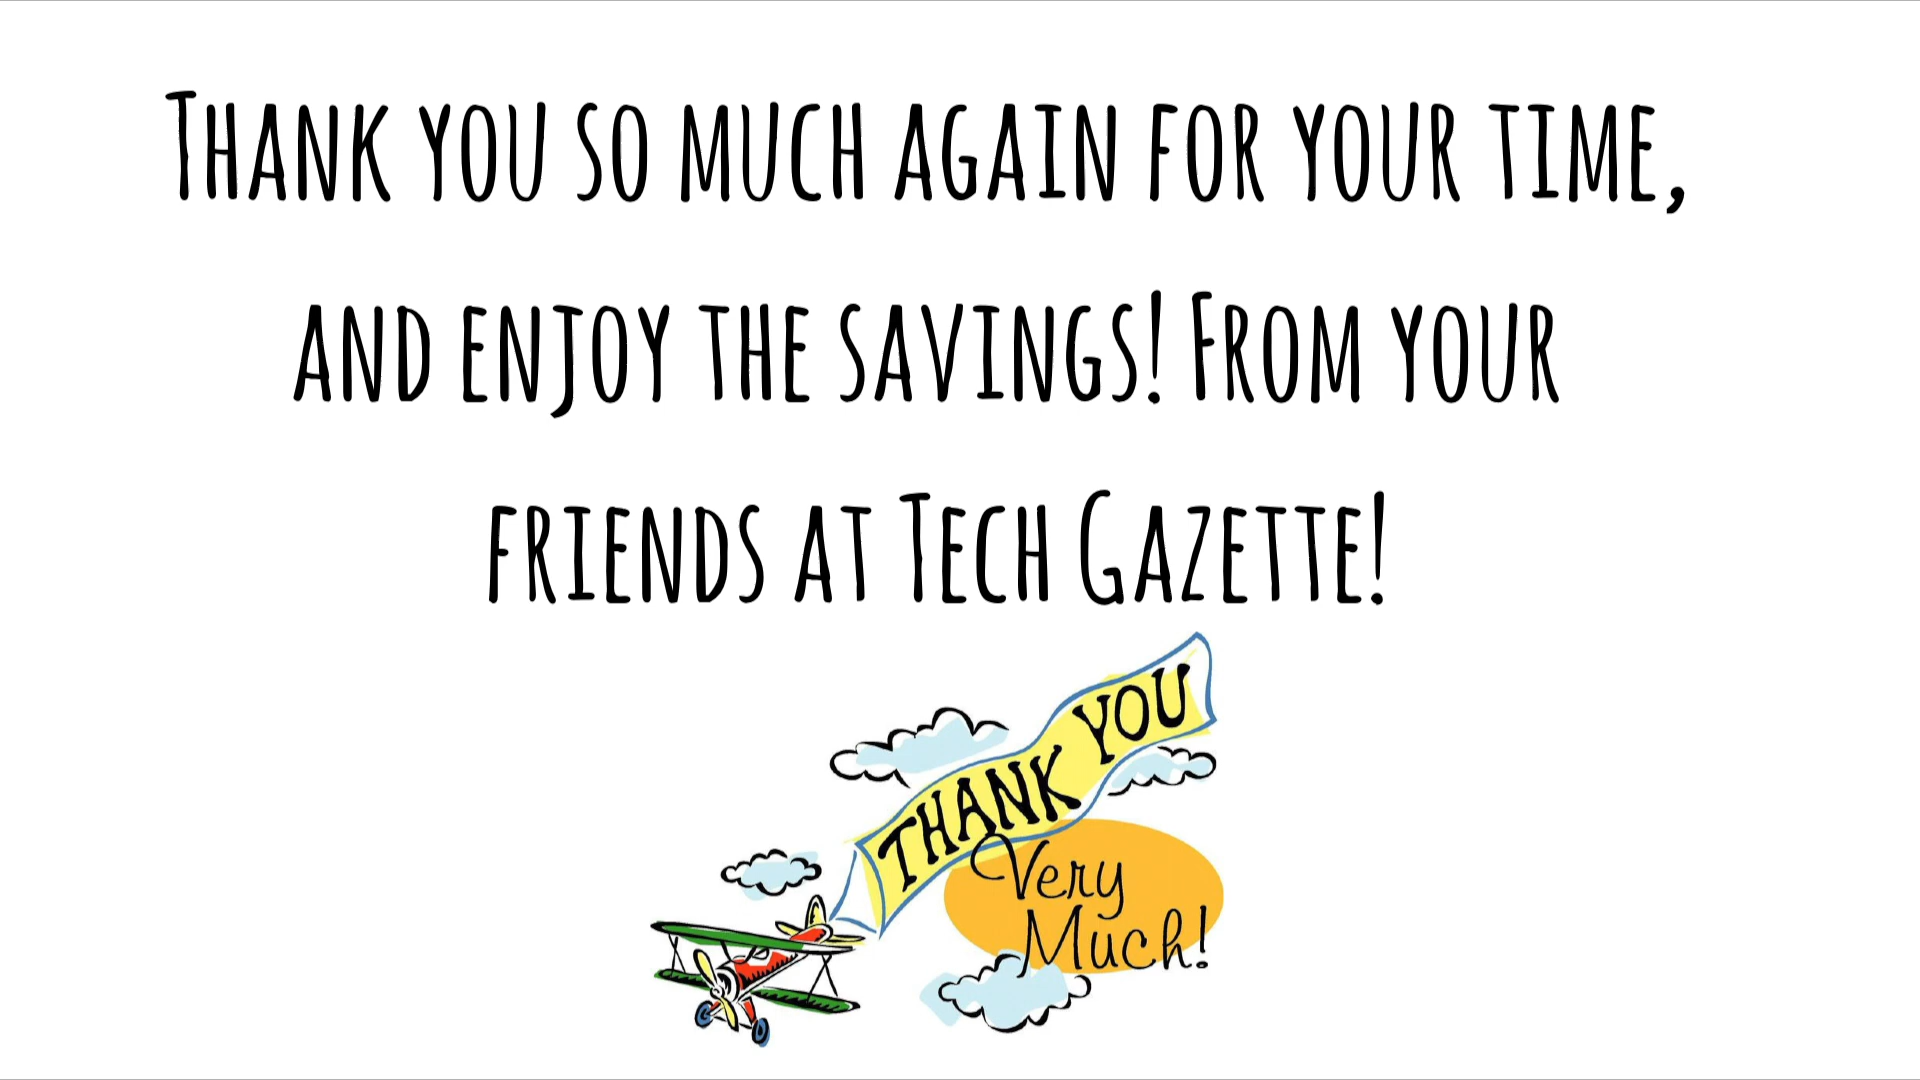 Thank you so much again for your time,
and enjoy the savings! From your
friends at Tech Gazette!
THANK YOU
Very
Much!